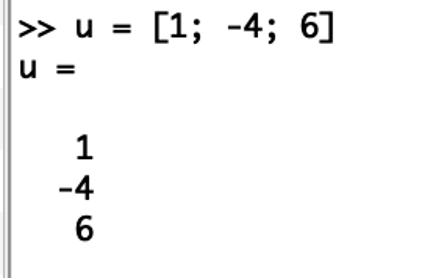 >> u = [1; -4; 6]
u =
1
-4
6